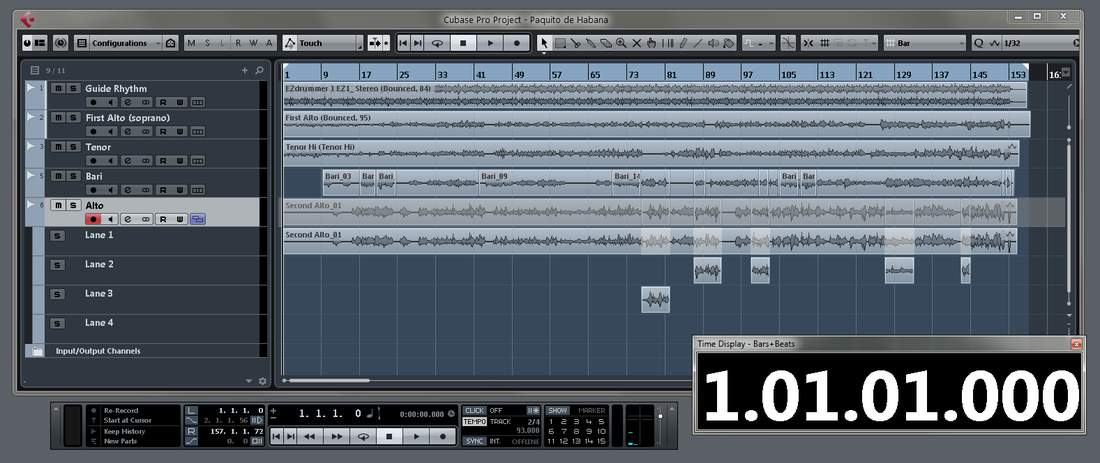 Cubase Pro Project - Paquito de Habana
Configurations
M S L R W A
Touch
Bar
Q 1/32
9 / 11
1 9 17 25 33 41 49 57 65 73 81 89 97 105 113 121 129 137 145 153 16
1 M S Guide Rhythm
e R W
EZdrummer 1 EZ1_ Stereo (Bounced, 84)
2 M S First Alto (soprano)
e R W
First Alto (Bounced, 95)
3 M S Tenor
e R W
Tenor Hi (Tenor Hi)
5 M S Bari
e R W
Bari_03 Bar Bari Bari_09 Bari_14 Bari Bar
6 M S Alto
e R W
Second Alto_01
S Lane 1
Second Alto_01
S Lane 2
S Lane 3
S Lane 4
Input/Output Channels
Time Display - Bars+Beats
1.01.01.000
Re-Record
Start at Cursor
Keep History
New Parts
L 1. 1. 1. 0
2. 1. 1. 56
R 157. 1. 1. 72
0. 0
1. 1. 1. 0
0:00:00.000
CLICK OFF
TEMPO TRACK 2/4
93.000
SYNC INT. OFFLINE
SHOW MARKER
1 2 3 4 5
6 7 8 9 10
11 12 13 14 15